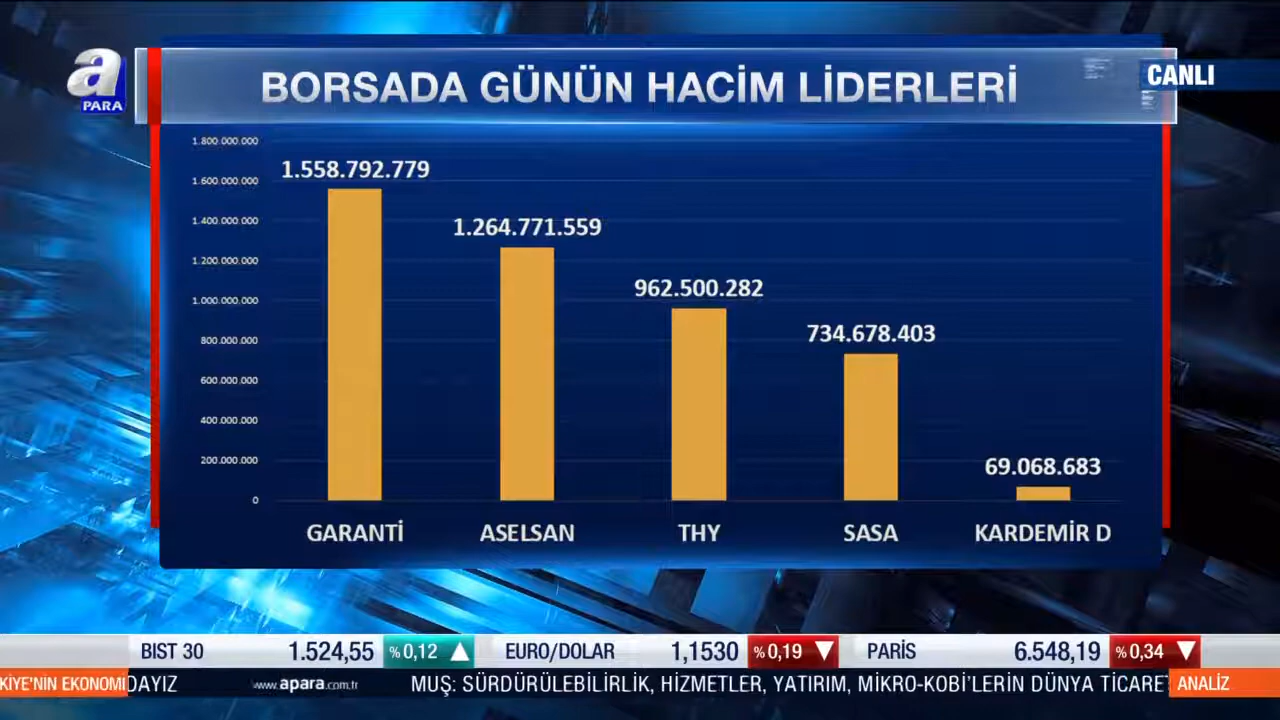 a
PARA
BORSADA GÜNÜN HACİM LİDERLERİ
CANLI
1.800.000.000
1.600.000.000
1.400.000.000
1.200.000.000
1.000.000.000
800.000.000
600.000.000
400.000.000
200.000.000
0
1.558.792.779
1.264.771.559
962.500.282
734.678.403
69.068.683
GARANTİ ASELSAN THY SASA KARDEMİR D
BIST 30 1.524,55 %0,12 EURO/DOLAR 1,1530 %0,19 PARİS 6.548,19 %0,34
KİYE'NİN EKONOMİ DAYIZ www.apara.com.tr MUŞ: SÜRDÜRÜLEBİLİRLİK, HİZMETLER, YATIRIM, MİKRO-KOBİ'LERİN DÜNYA TİCARE ANALİZ